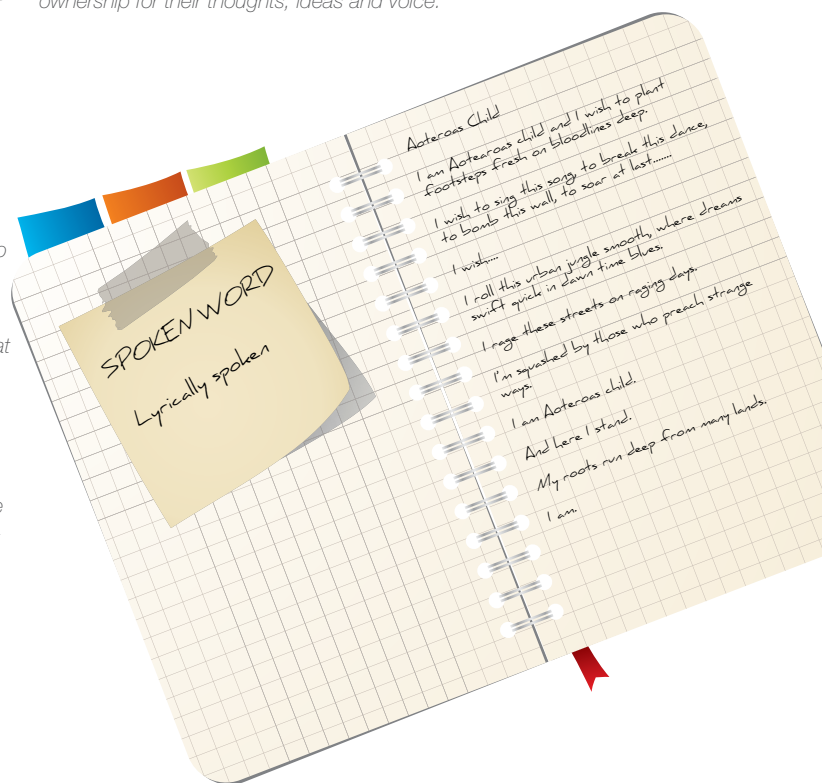 ownership for their thoughts, ideas and voice.
at
SPOKEN WORD
Lyrically spoken
Aoteroas Child
I am Aotearoas child and I wish to plant
footsteps fresh on bloodlines deep.
I wish to sing this song, to break this dance,
to bomb this wall, to soar at last.......
I wish....
I roll this urban jungle smooth, where dreams
swift quick in dawn time blues.
I rage these streets on raging days.
I'm squashed by those who preach strange
ways.
I am Aoteroas child.
And here I stand.
My roots run deep from many lands.
I am.